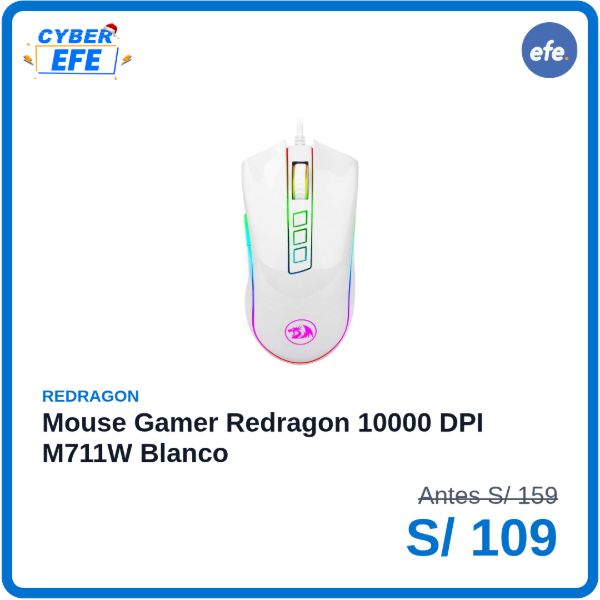 CYBER
EFE
efe.
REDRAGON
Mouse Gamer Redragon 10000 DPI
M711W Blanco
Antes S/ 159
S/ 109